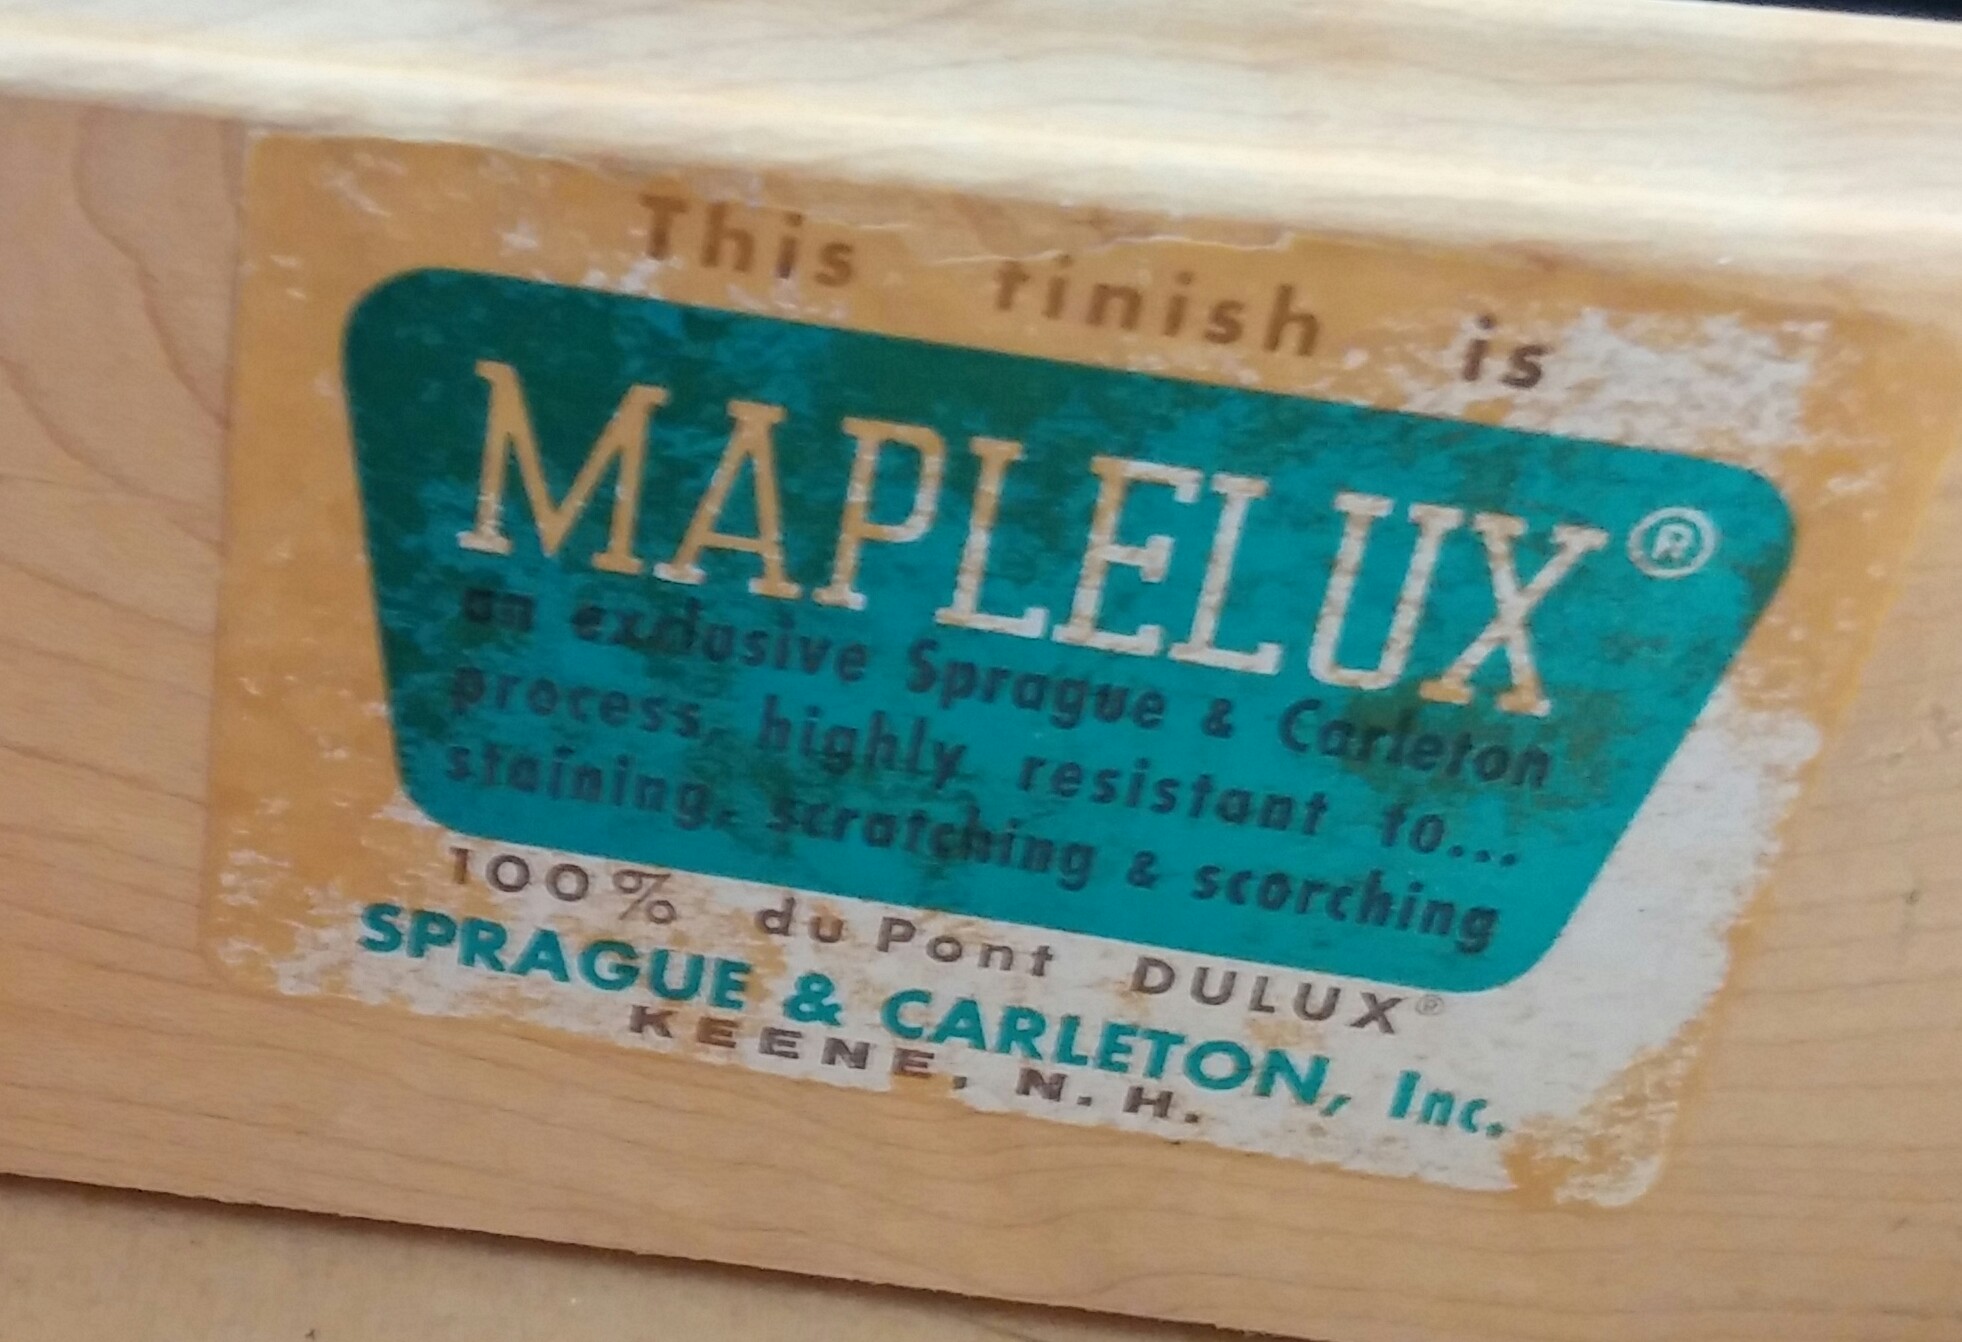 This finish is
MAPLELUX®
an exclusive Sprague & Carleton
process, highly resistant to...
staining, scratching & scorching
100% du Pont DULUX®
SPRAGUE & CARLETON, Inc.
KEENE, N. H.